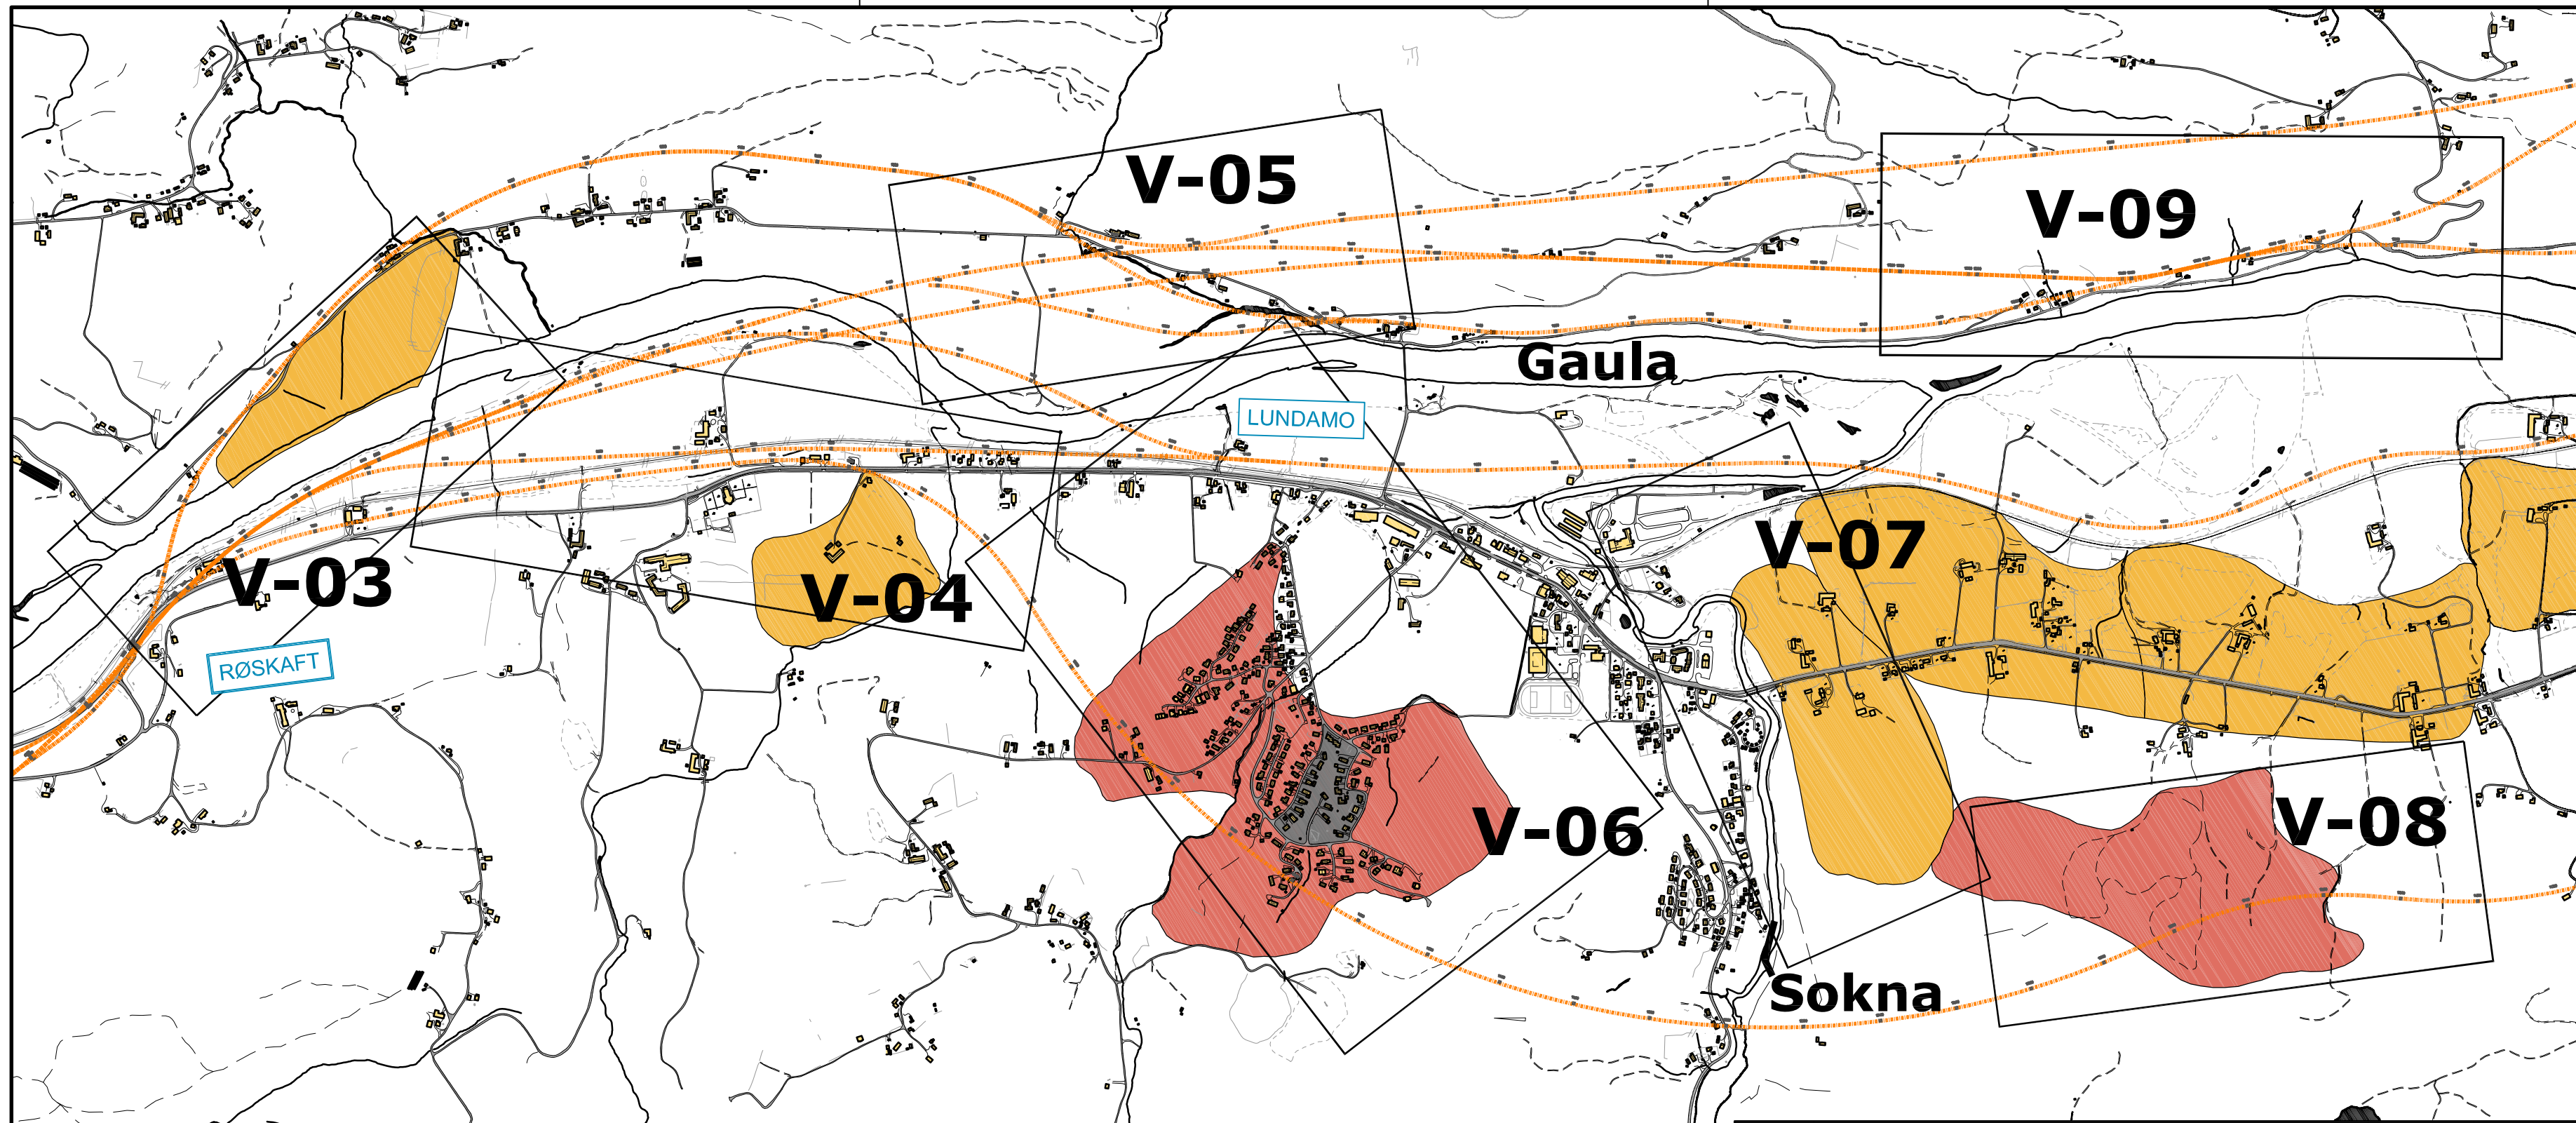 V-05
V-09
Gaula
LUNDAMO
V-07
V-03
V-04
RØSKAFT
V-06
V-08
Sokna